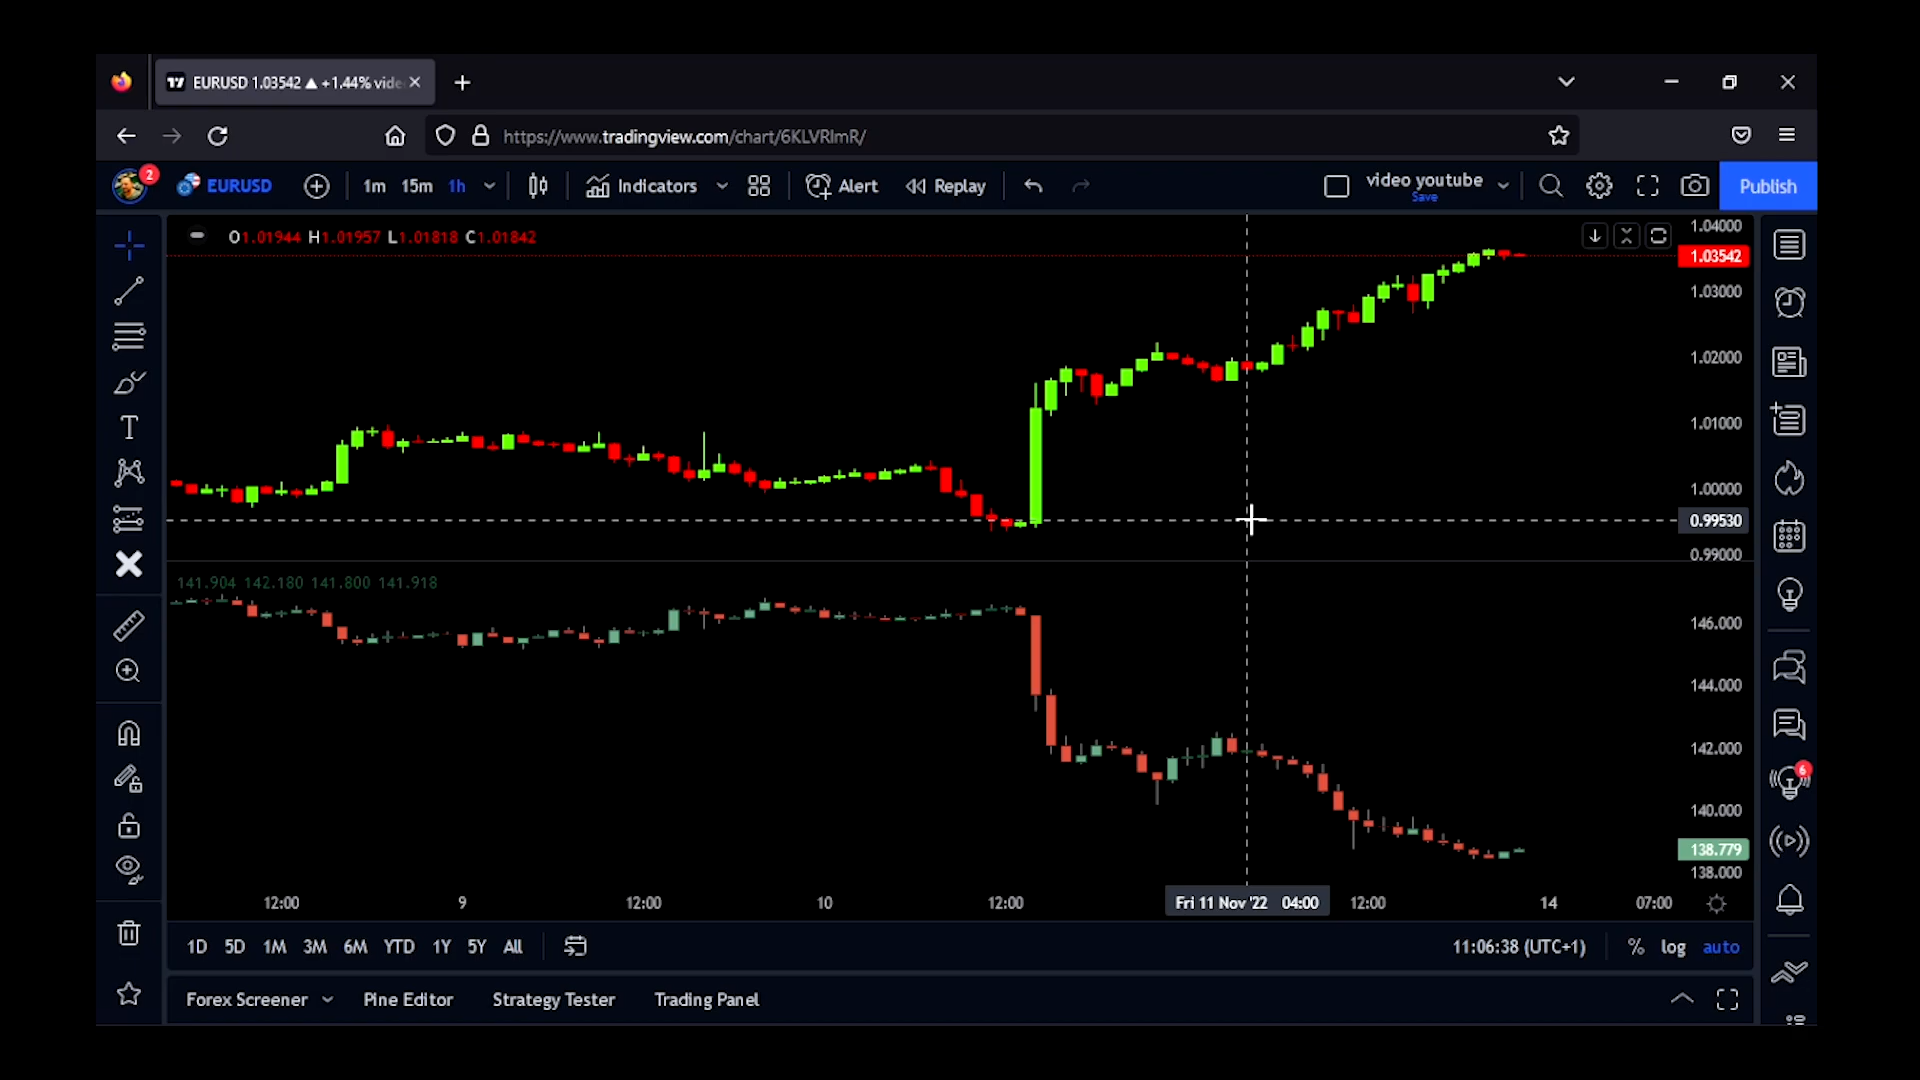 EURUSD 1.03542 ▲ +1.44% vide
https://www.tradingview.com/chart/6KLVRImR/
2 EURUSD 1m 15m 1h Indicators Alert Replay video youtube Save Publish
O1.01944 H1.01957 L1.01818 C1.01842
1.04000
1.03542
1.03000
1.02000
1.01000
1.00000
0.99530
0.99000
141.904 142.180 141.800 141.918
146.000
144.000
142.000
6
140.000
138.779
138.000
12:00 9 12:00 10 12:00 Fri 11 Nov '22 04:00 12:00 14 07:00
1D 5D 1M 3M 6M YTD 1Y 5Y All 11:06:38 (UTC+1) % log auto
Forex Screener Pine Editor Strategy Tester Trading Panel